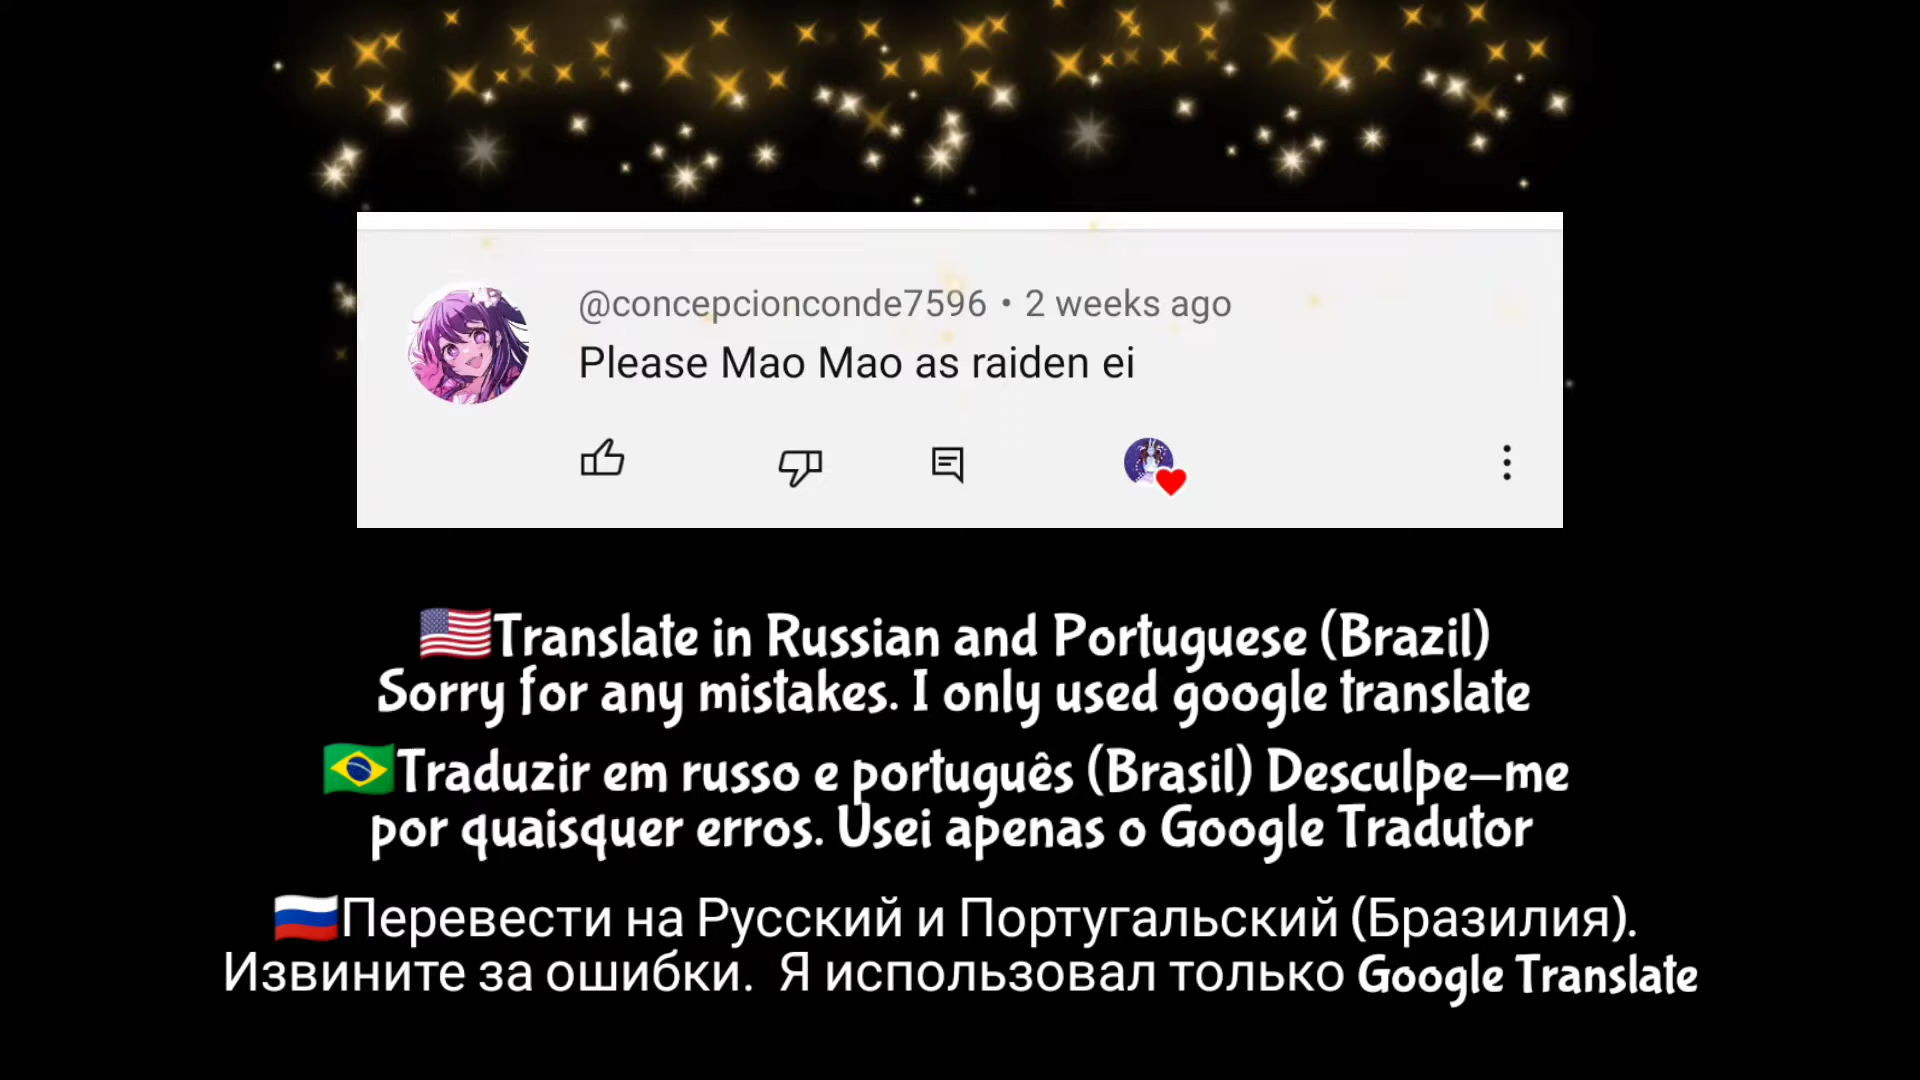 @concepcionconde7596 • 2 weeks ago
Please Mao Mao as raiden ei
🇺🇸Translate in Russian and Portuguese (Brazil)
Sorry for any mistakes. I only used google translate
🇧🇷Traduzir em russo e português (Brasil) Desculpe-me
por quaisquer erros. Usei apenas o Google Tradutor
🇷🇺Перевести на Русский и Португальский (Бразилия).
Извините за ошибки. Я использовал только Google Translate